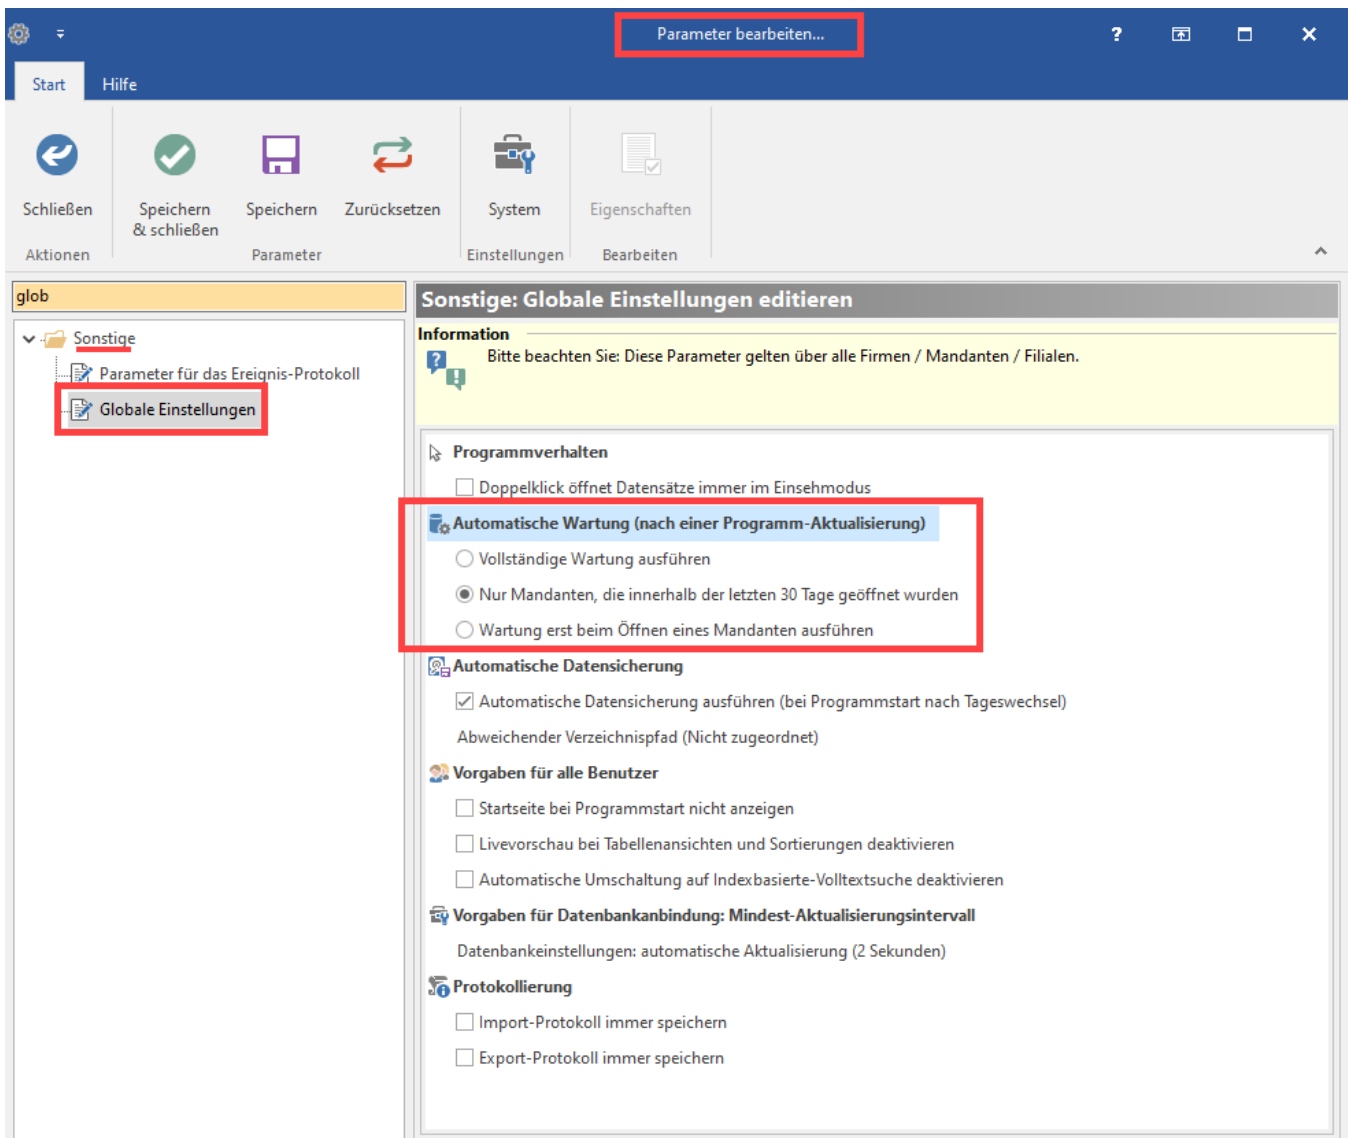 Parameter bearbeiten...
?
Start
Hilfe
Schließen
Speichern
& schließen
Speichern
Zurücksetzen
System
Eigenschaften
Aktionen
Parameter
Einstellungen
Bearbeiten
glob
Sonstige
Parameter für das Ereignis-Protokoll
Globale Einstellungen
Sonstige: Globale Einstellungen editieren
Information
Bitte beachten Sie: Diese Parameter gelten über alle Firmen / Mandanten / Filialen.
Programmverhalten
Doppelklick öffnet Datensätze immer im Einsehmodus
Automatische Wartung (nach einer Programm-Aktualisierung)
Vollständige Wartung ausführen
Nur Mandanten, die innerhalb der letzten 30 Tage geöffnet wurden
Wartung erst beim Öffnen eines Mandanten ausführen
Automatische Datensicherung
Automatische Datensicherung ausführen (bei Programmstart nach Tageswechsel)
Abweichender Verzeichnispfad (Nicht zugeordnet)
Vorgaben für alle Benutzer
Startseite bei Programmstart nicht anzeigen
Livevorschau bei Tabellenansichten und Sortierungen deaktivieren
Automatische Umschaltung auf Indexbasierte-Volltextsuche deaktivieren
Vorgaben für Datenbankanbindung: Mindest-Aktualisierungsintervall
Datenbankeinstellungen: automatische Aktualisierung (2 Sekunden)
Protokollierung
Import-Protokoll immer speichern
Export-Protokoll immer speichern